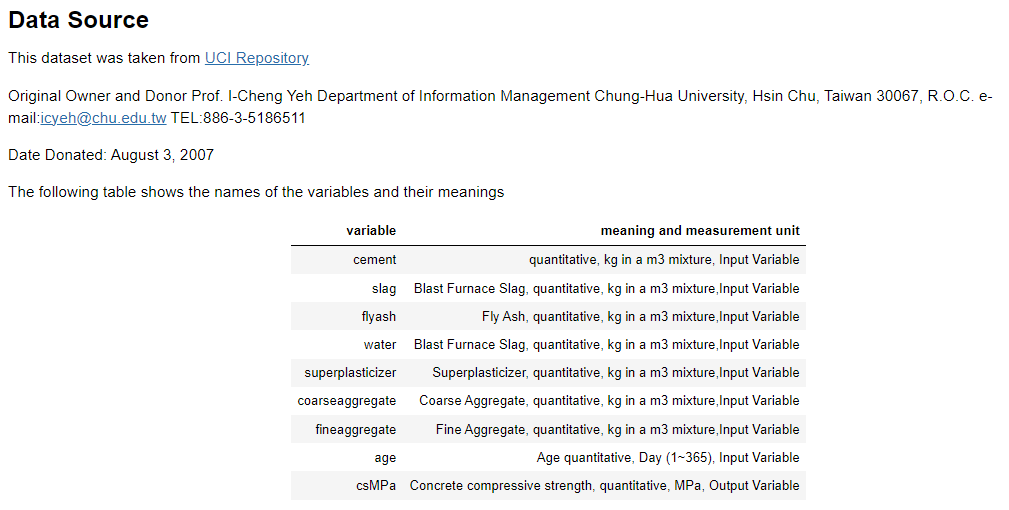 Data Source
This dataset was taken from UCI Repository
Original Owner and Donor Prof. I-Cheng Yeh Department of Information Management Chung-Hua University, Hsin Chu, Taiwan 30067, R.O.C. e-
mail:icyeh@chu.edu.tw TEL:886-3-5186511
Date Donated: August 3, 2007
The following table shows the names of the variables and their meanings
variable meaning and measurement unit
cement quantitative, kg in a m3 mixture, Input Variable
slag Blast Furnace Slag, quantitative, kg in a m3 mixture,Input Variable
flyash Fly Ash, quantitative, kg in a m3 mixture,Input Variable
water Blast Furnace Slag, quantitative, kg in a m3 mixture,Input Variable
superplasticizer Superplasticizer, quantitative, kg in a m3 mixture,Input Variable
coarseaggregate Coarse Aggregate, quantitative, kg in a m3 mixture,Input Variable
fineaggregate Fine Aggregate, quantitative, kg in a m3 mixture,Input Variable
age Age quantitative, Day (1~365), Input Variable
csMPa Concrete compressive strength, quantitative, MPa, Output Variable